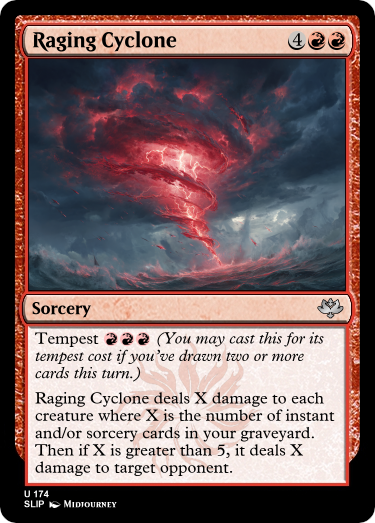 Raging Cyclone 4
Sorcery
Tempest (You may cast this for its
tempest cost if you've drawn two or more
cards this turn.)
Raging Cyclone deals X damage to each
creature where X is the number of instant
and/or sorcery cards in your graveyard.
Then if X is greater than 5, it deals X
damage to target opponent.
U 174
SLIP Midjourney